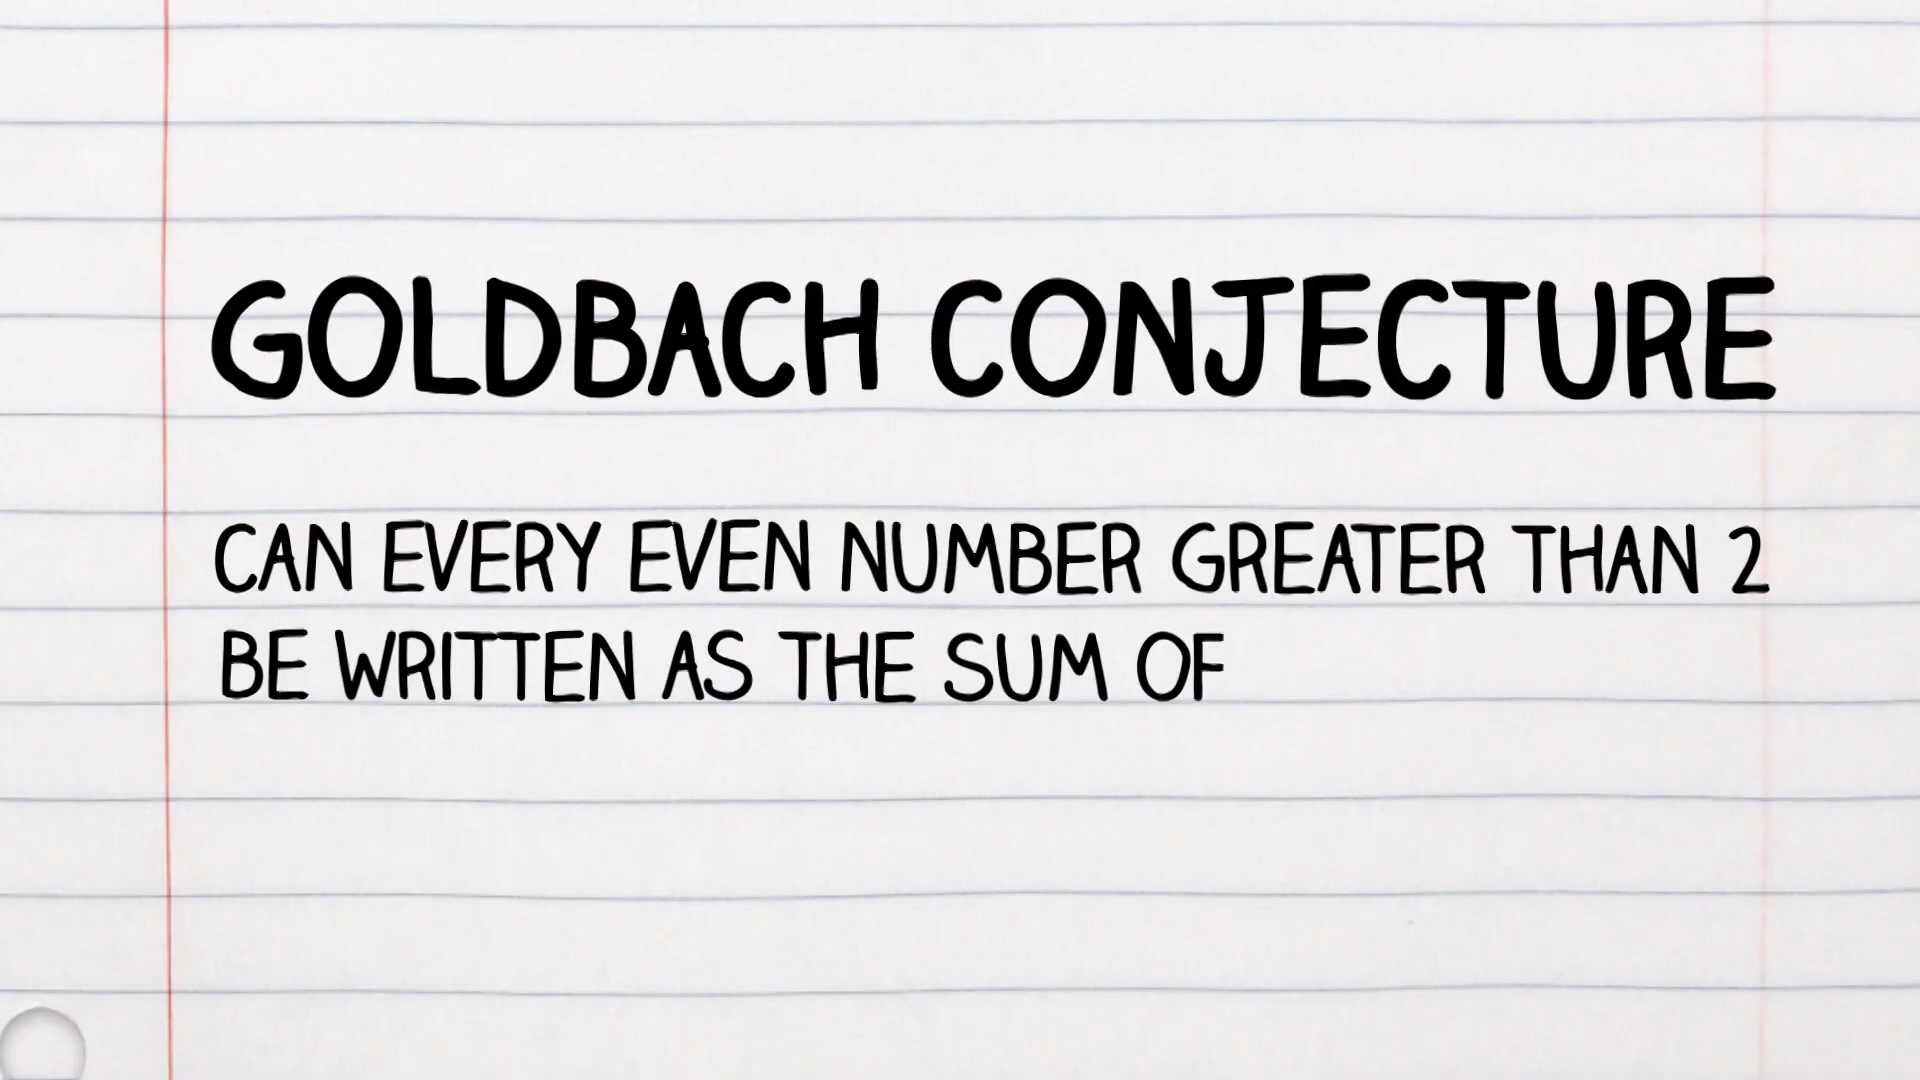 GOLDBACH CONJECTURE
CAN EVERY EVEN NUMBER GREATER THAN 2
BE WRITTEN AS THE SUM OF